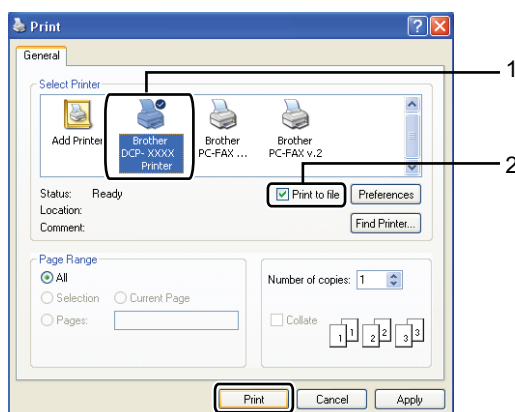 Print
General
Select Printer
1
Add Printer
Brother
DCP- XXXX
Printer
Brother
PC-FAX ...
Brother
PC-FAX v.2
2
Status: Ready
Print to file
Preferences
Location:
Comment:
Find Printer...
Page Range
All
Number of copies: 1
Selection
Current Page
Pages:
Collate
1 1 2 2 3 3
Print
Cancel
Apply